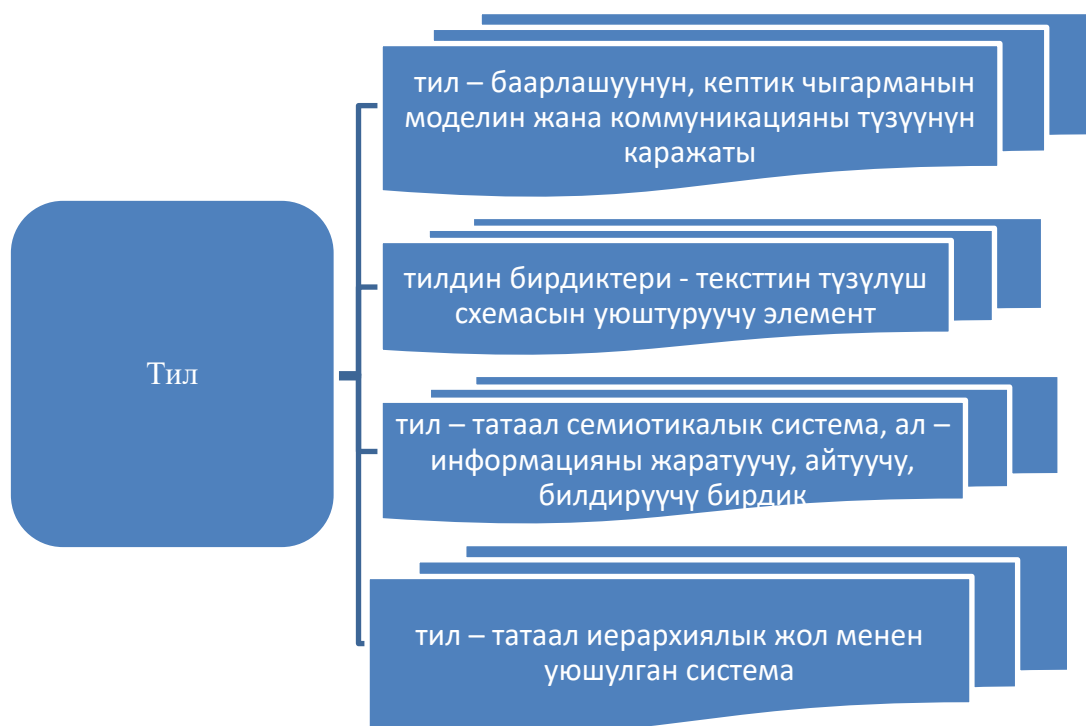 тил – баарлашуунун, кептик чыгарманын
моделин жана коммуникацияны түзүүнүн
каражаты
тилдин бирдиктери - тексттин түзүлүш
схемасын уюштуруучу элемент
Тил
тил – татаал семиотикалык система, ал –
информацияны жаратуучу, айтуучу,
билдирүүчү бирдик
тил – татаал иерархиялык жол менен
уюшулган система